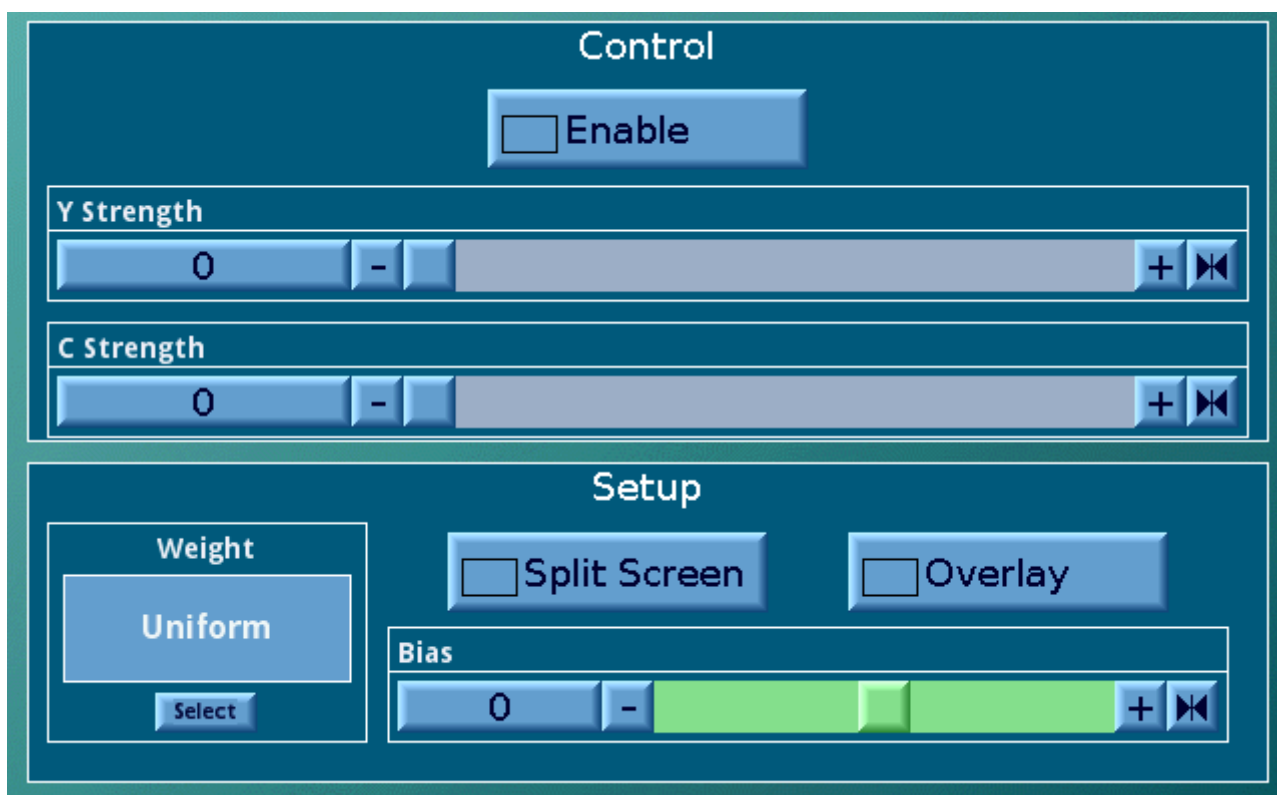 Control
Enable
Y Strength
0 - +
C Strength
0 - +
Setup
Weight
Uniform
Select
Split Screen
Overlay
Bias
0 - +